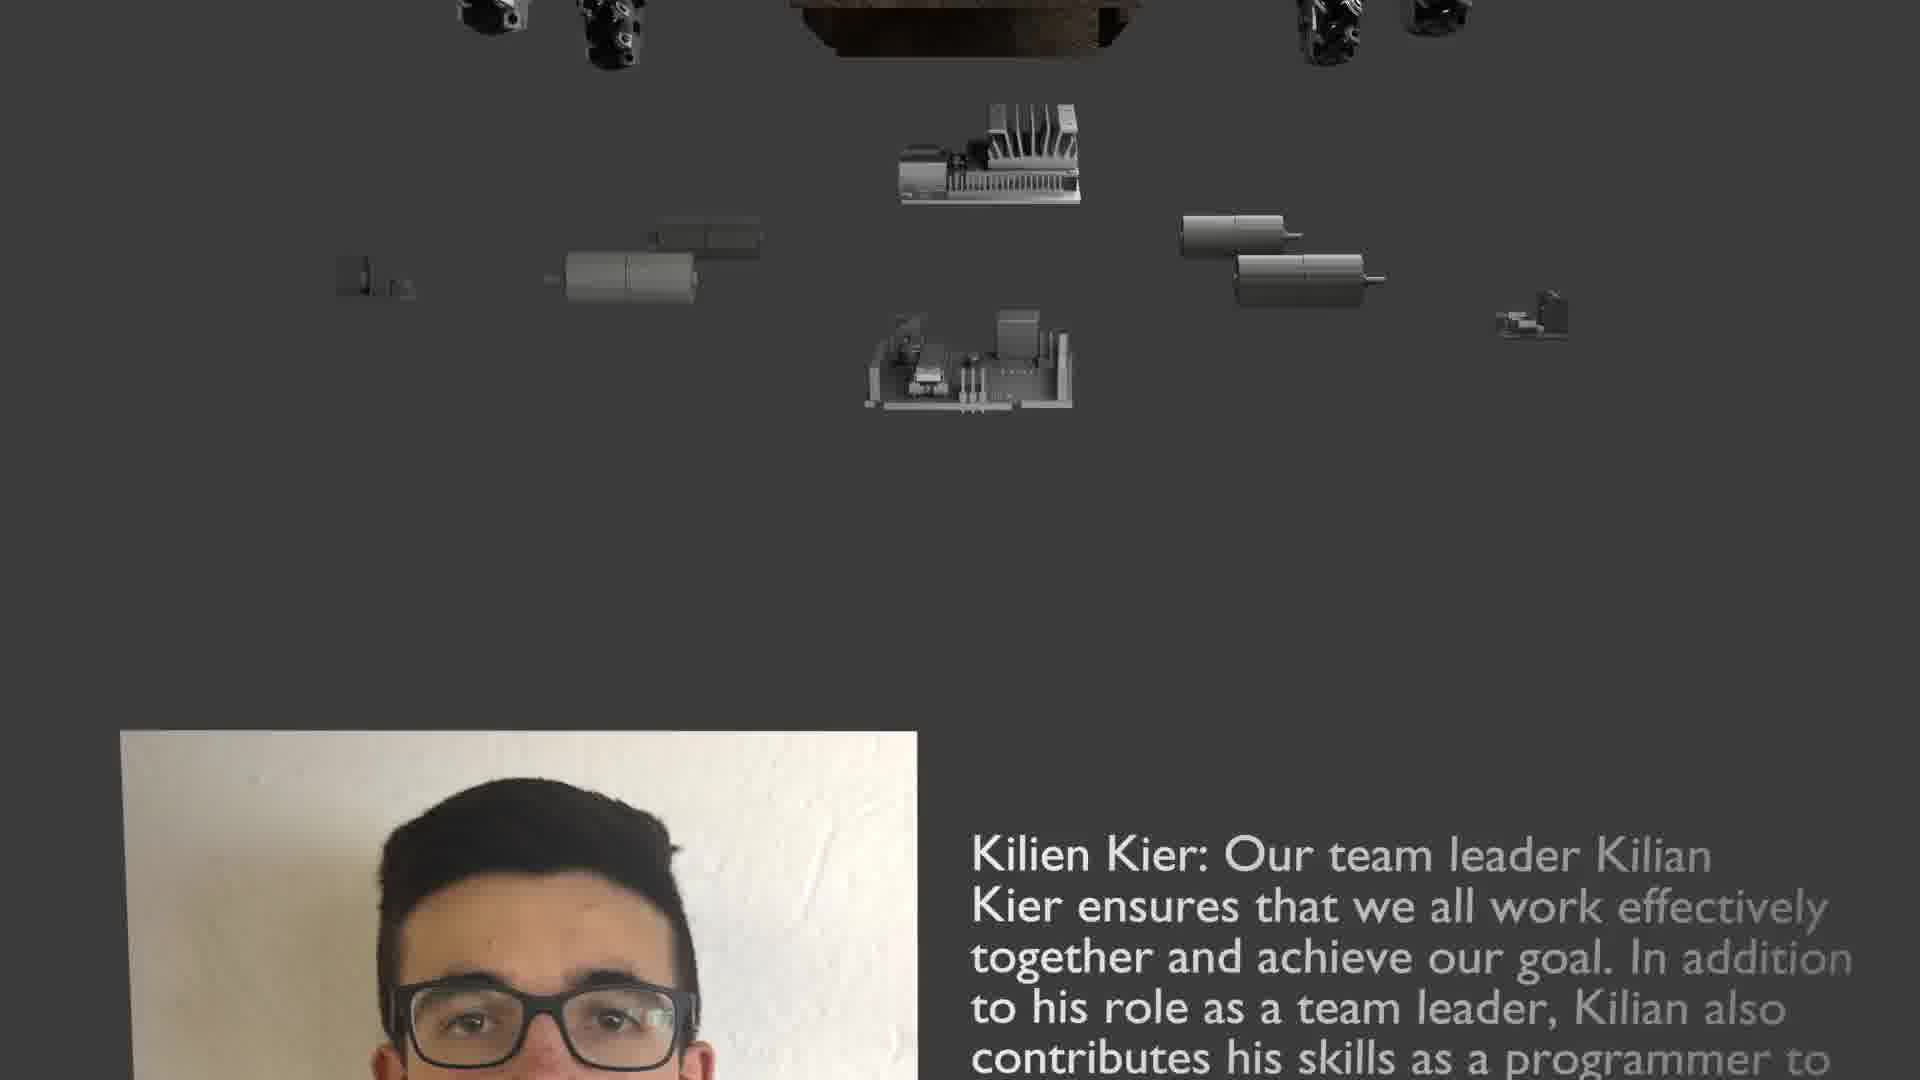 Kilien Kier: Our team leader Kilian
Kier ensures that we all work effectively
together and achieve our goal. In addition
to his role as a team leader, Kilian also
contributes his skills as a programmer to